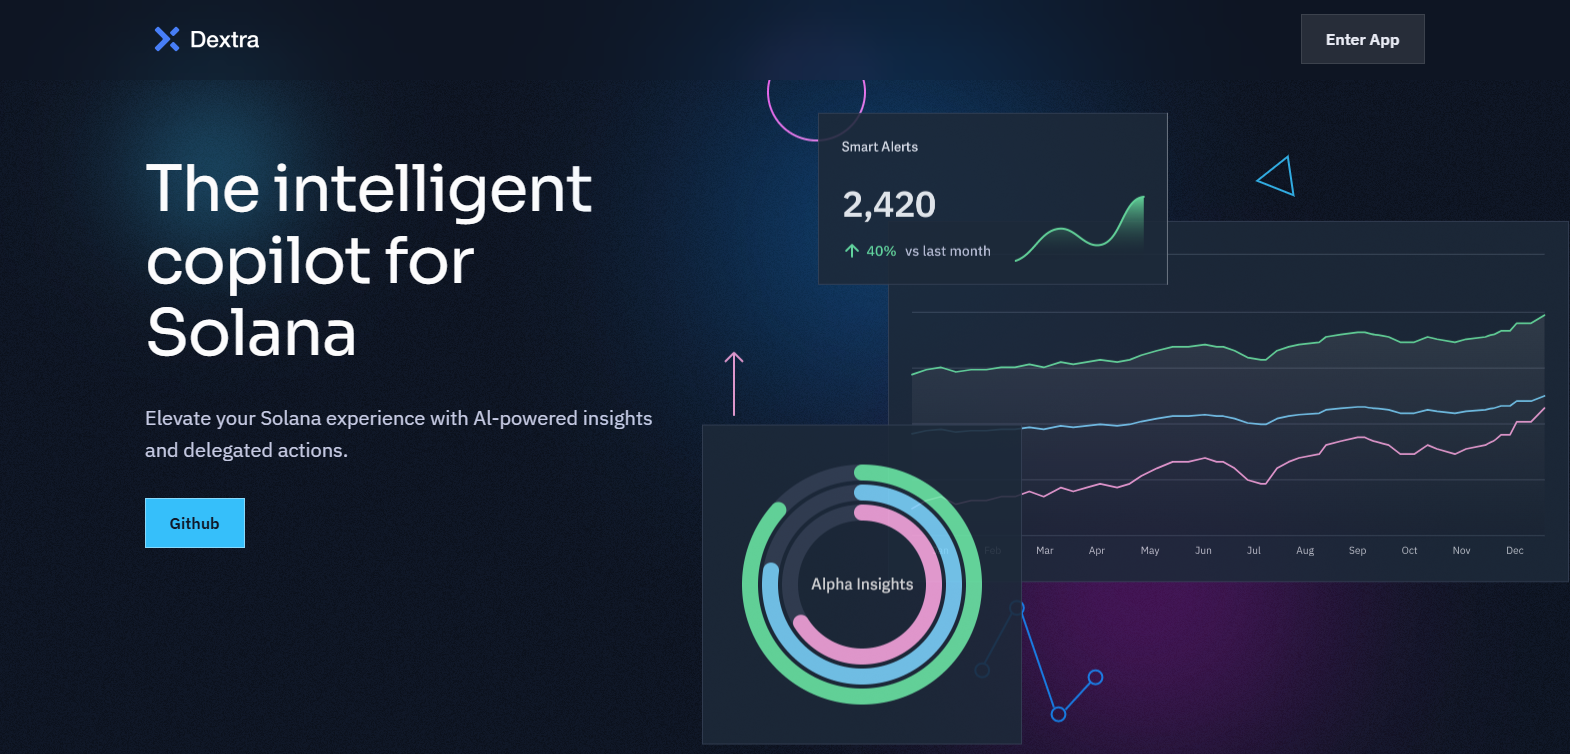 Dextra
Enter App
The intelligent
copilot for
Solana
Elevate your Solana experience with AI-powered insights
and delegated actions.
Github
Smart Alerts
2,420
40% vs last month
Feb Mar Apr May Jun Jul Aug Sep Oct Nov Dec
Alpha Insights